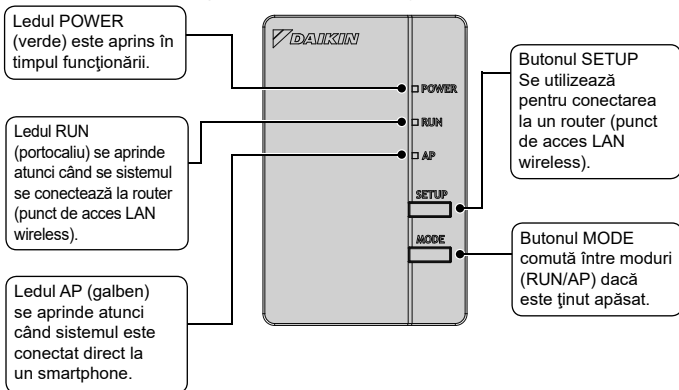 Ledul POWER
(verde) este aprins în
timpul funcţionării.
Ledul RUN
(portocaliu) se aprinde
atunci când se sistemul
se conectează la router
(punct de acces LAN
wireless).
Ledul AP (galben)
se aprinde atunci
când sistemul este
conectat direct la
un smartphone.
DAIKIN
POWER
RUN
AP
SETUP
MODE
Butonul SETUP
Se utilizează
pentru conectarea
la un router (punct
de acces LAN
wireless).
Butonul MODE
comută între moduri
(RUN/AP) dacă
este ţinut apăsat.